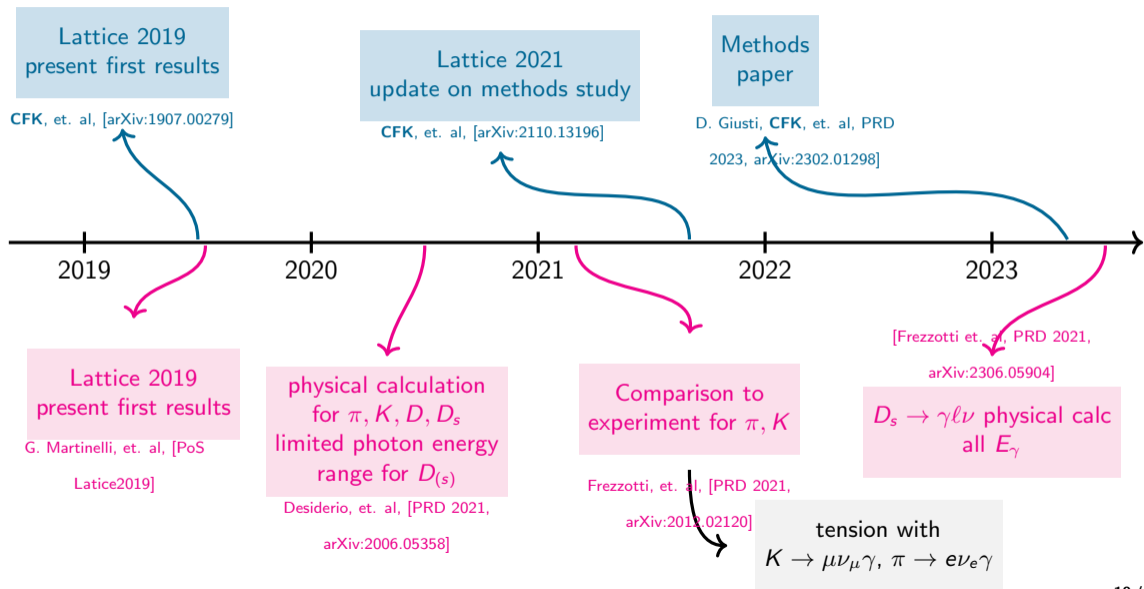 Lattice 2019
present first results
CFK, et. al, [arXiv:1907.00279]
Lattice 2021
update on methods study
CFK, et. al, [arXiv:2110.13196]
Methods
paper
D. Giusti, CFK, et. al, PRD
2023, arXiv:2302.01298]
2019
2020
2021
2022
2023
Lattice 2019
present first results
G. Martinelli, et. al, [PoS
Latice2019]
physical calculation
for π, K, D, Dₛ
limited photon energy
range for D₍ₛ₎
Desiderio, et. al, [PRD 2021,
arXiv:2006.05358]
Comparison to
experiment for π, K
Frezzotti, et. al, [PRD 2021,
arXiv:2012.02120]
tension with
K → μν_μγ, π → eν_eγ
[Frezzotti et. al, PRD 2021,
arXiv:2306.05904]
Dₛ → γℓν physical calc
all E_γ